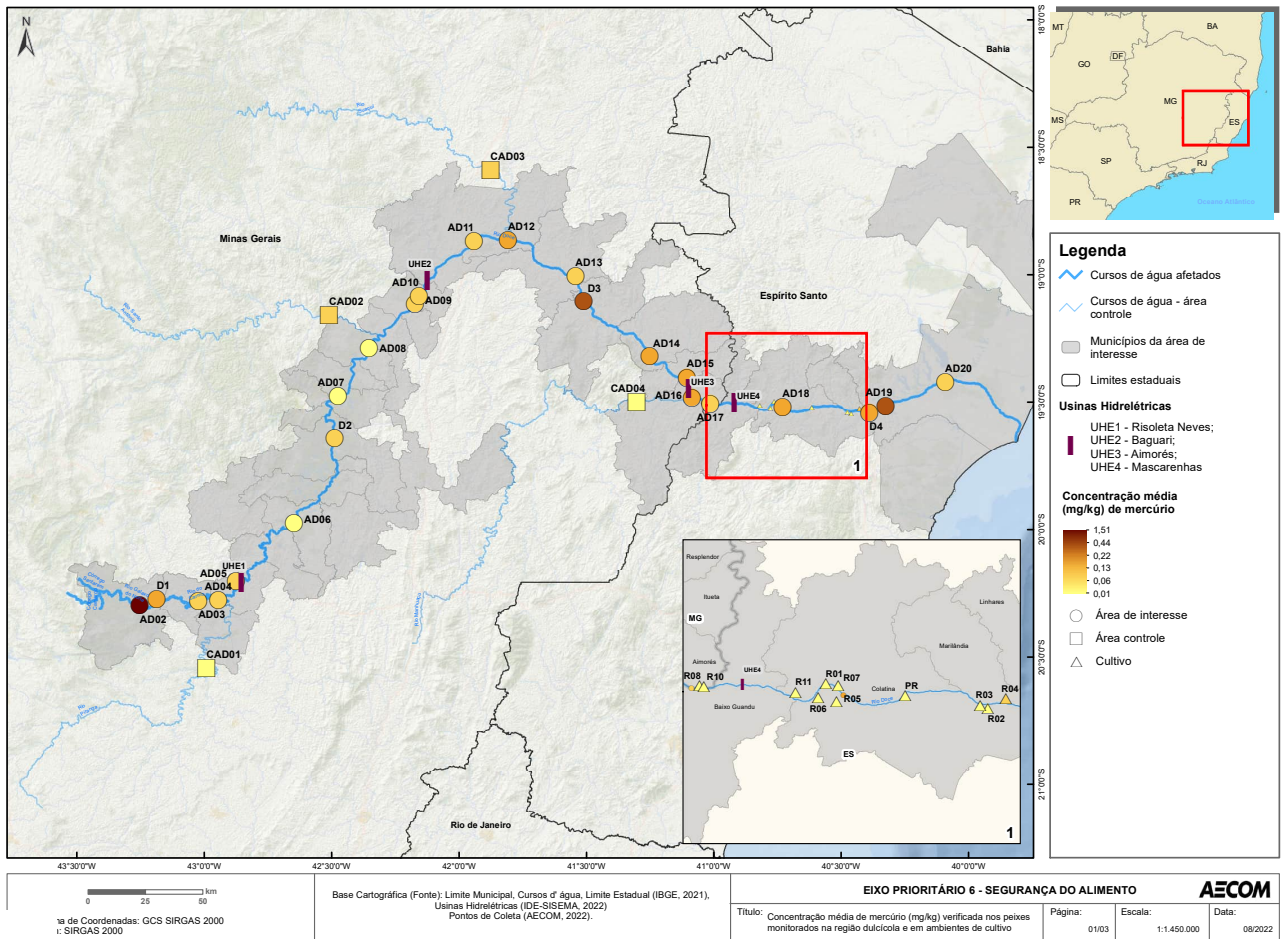 N
Bahia
Minas Gerais
Espírito Santo
Rio de Janeiro
CAD03
AD11
AD12
UHE2
AD13
D3
AD10
AD09
CAD02
AD08
AD14
AD15
UHE3
AD07
CAD04
AD16
AD17
UHE4
AD18
AD19
AD20
D4
D2
1
AD06
UHE1
AD05
D1
AD04
AD02
AD03
CAD01
Rio Manhuaçu
Resplendor
Itueta
MG
Aimorés
UHE4
R08
R10
Baixo Guandu
R11
R01
R07
R06
R05
Colatina
Rio Doce
PR
Marilândia
Linhares
R03
R04
R02
ES
1
18°0'0"S
18°30'0"S
19°0'0"S
19°30'0"S
20°0'0"S
20°30'0"S
21°0'0"S
43°30'0"W
43°0'0"W
42°30'0"W
42°0'0"W
41°30'0"W
41°0'0"W
40°30'0"W
40°0'0"W
MT
BA
DF
GO
MG
MS
ES
SP
RJ
PR
Oceano Atlântico
Legenda
Cursos de água afetados
Cursos de água - área
controle
Municípios da área de
interesse
Limites estaduais
Usinas Hidrelétricas
UHE1 - Risoleta Neves;
UHE2 - Baguari;
UHE3 - Aimorés;
UHE4 - Mascarenhas
Concentração média
(mg/kg) de mercúrio
1,51
0,44
0,22
0,13
0,06
0,01
Área de interesse
Área controle
Cultivo
km
0 25 50
de Coordenadas: GCS SIRGAS 2000
: SIRGAS 2000
Base Cartográfica (Fonte): Limite Municipal, Cursos d' água, Limite Estadual (IBGE, 2021),
Usinas Hidrelétricas (IDE-SISEMA, 2022)
Pontos de Coleta (AECOM, 2022).
EIXO PRIORITÁRIO 6 - SEGURANÇA DO ALIMENTO
AECOM
Título: Concentração média de mercúrio (mg/kg) verificada nos peixes
monitorados na região dulcícola e em ambientes de cultivo
Página:
01/03
Escala:
1:1.450.000
Data:
08/2022